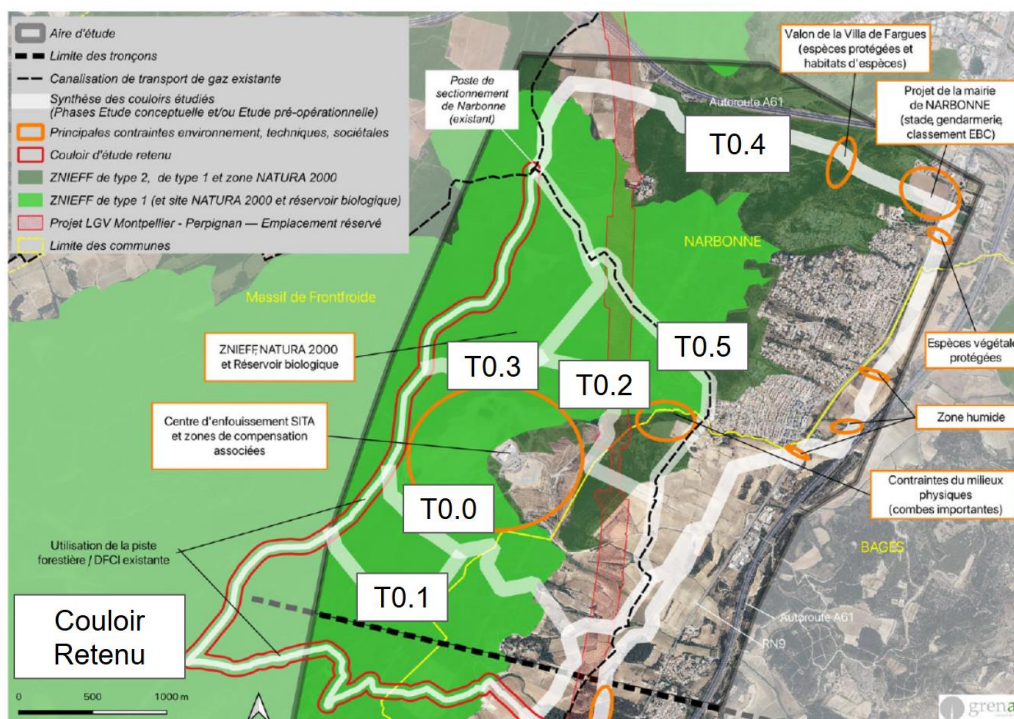 Aire d'étude
Limite des tronçons
Canalisation de transport de gaz existante
Synthèse des couloirs étudiés
(Phases Etude conceptuelle et/ou Etude pré-opérationnelle)
Principales contraintes environnement, techniques, sociétales
Couloir d'étude retenu
ZNIEFF de type 2, de type 1 et zone NATURA 2000
ZNIEFF de type 1 (et site NATURA 2000 et réservoir biologique)
Projet LGV Montpellier - Perpignan — Emplacement réservé
Limite des communes
Poste de
sectionnement
de Narbonne
(existant)
Valon de la Villa de Fargues
(espèces protégées et
habitats d'espèces)
Autoroute A61
Projet de la mairie
de NARBONNE
(stade, gendarmerie,
classement EBC)
T0.4
NARBONNE
Massif de Frontfroide
ZNIEFF, NATURA 2000
et Réservoir biologique
T0.3
T0.5
T0.2
Espèces végétale
protégées
Centre d'enfouissement SITA
et zones de compensation
associées
Zone humide
T0.0
Contraintes du milieux
physiques
(combes importantes)
Utilisation de la piste
forestière / DFCI existante
BAGES
T0.1
Couloir
Retenu
Autoroute A61
RN9
0 500 1000 m
grena